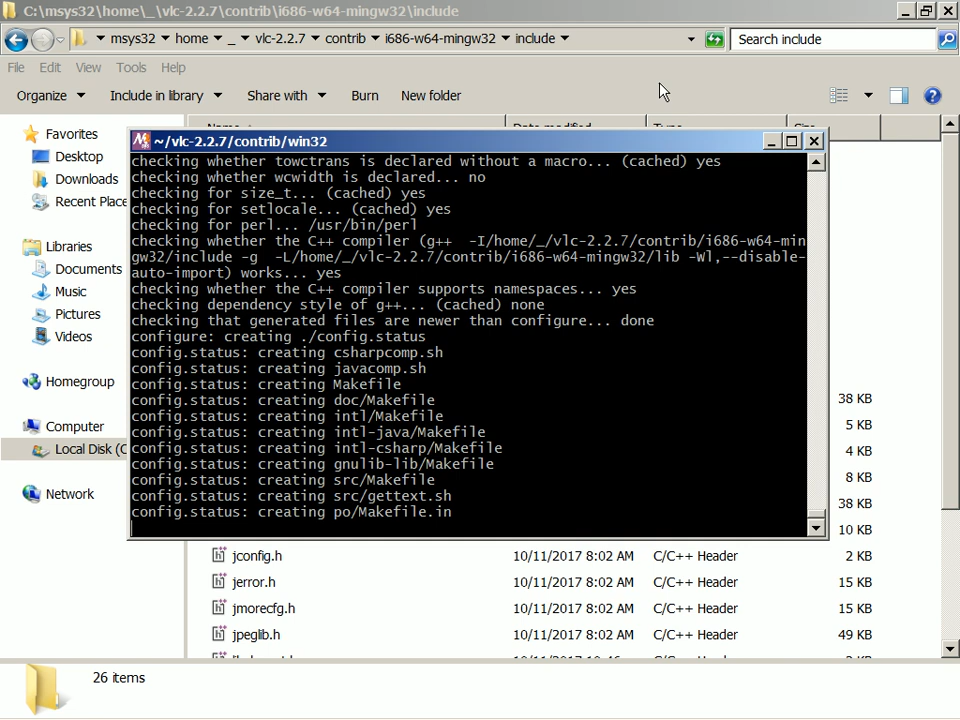 C:\msys32\home\_\vlc-2.2.7\contrib\i686-w64-mingw32\include
msys32 home _ vlc-2.2.7 contrib i686-w64-mingw32 include
Search include
File Edit View Tools Help
Organize Include in library Share with Burn New folder
Date modified Type Size
Favorites
Desktop
Downloads
Recent Place
Libraries
Documents
Music
Pictures
Videos
Homegroup
Computer
Local Disk (C
Network
~/vlc-2.2.7/contrib/win32
checking whether towctrans is declared without a macro... (cached) yes
checking whether wcwidth is declared... no
checking for size_t... (cached) yes
checking for setlocale... (cached) yes
checking for perl... /usr/bin/perl
checking whether the C++ compiler (g++  -I/home/_/vlc-2.2.7/contrib/i686-w64-min
gw32/include -g  -L/home/_/vlc-2.2.7/contrib/i686-w64-mingw32/lib -Wl,--disable-
auto-import) works... yes
checking whether the C++ compiler supports namespaces... yes
checking dependency style of g++... (cached) none
checking that generated files are newer than configure... done
configure: creating ./config.status
config.status: creating csharpcomp.sh
config.status: creating javacomp.sh
config.status: creating Makefile
config.status: creating doc/Makefile
config.status: creating intl/Makefile
config.status: creating intl-java/Makefile
config.status: creating intl-csharp/Makefile
config.status: creating gnulib-lib/Makefile
config.status: creating src/Makefile
config.status: creating src/gettext.sh
config.status: creating po/Makefile.in
38 KB
5 KB
4 KB
8 KB
38 KB
10 KB
jconfig.h 10/11/2017 8:02 AM C/C++ Header 2 KB
jerror.h 10/11/2017 8:02 AM C/C++ Header 15 KB
jmorecfg.h 10/11/2017 8:02 AM C/C++ Header 15 KB
jpeglib.h 10/11/2017 8:02 AM C/C++ Header 49 KB
26 items